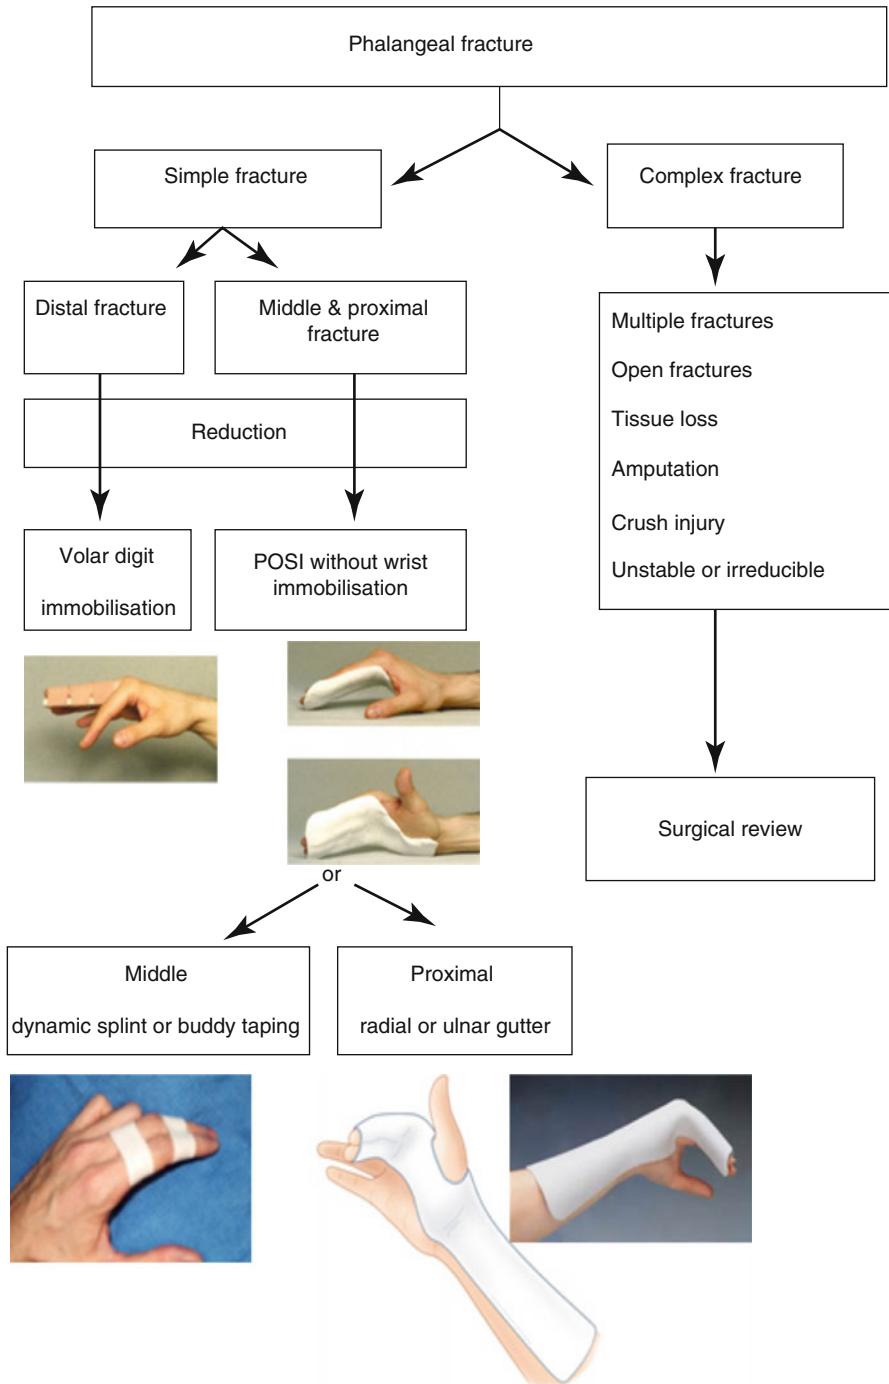 Phalangeal fracture
Simple fracture
Complex fracture
Distal fracture
Middle & proximal
fracture
Multiple fractures
Open fractures
Tissue loss
Amputation
Crush injury
Unstable or irreducible
Reduction
Volar digit
immobilisation
POSI without wrist
immobilisation
Surgical review
or
Middle
dynamic splint or buddy taping
Proximal
radial or ulnar gutter